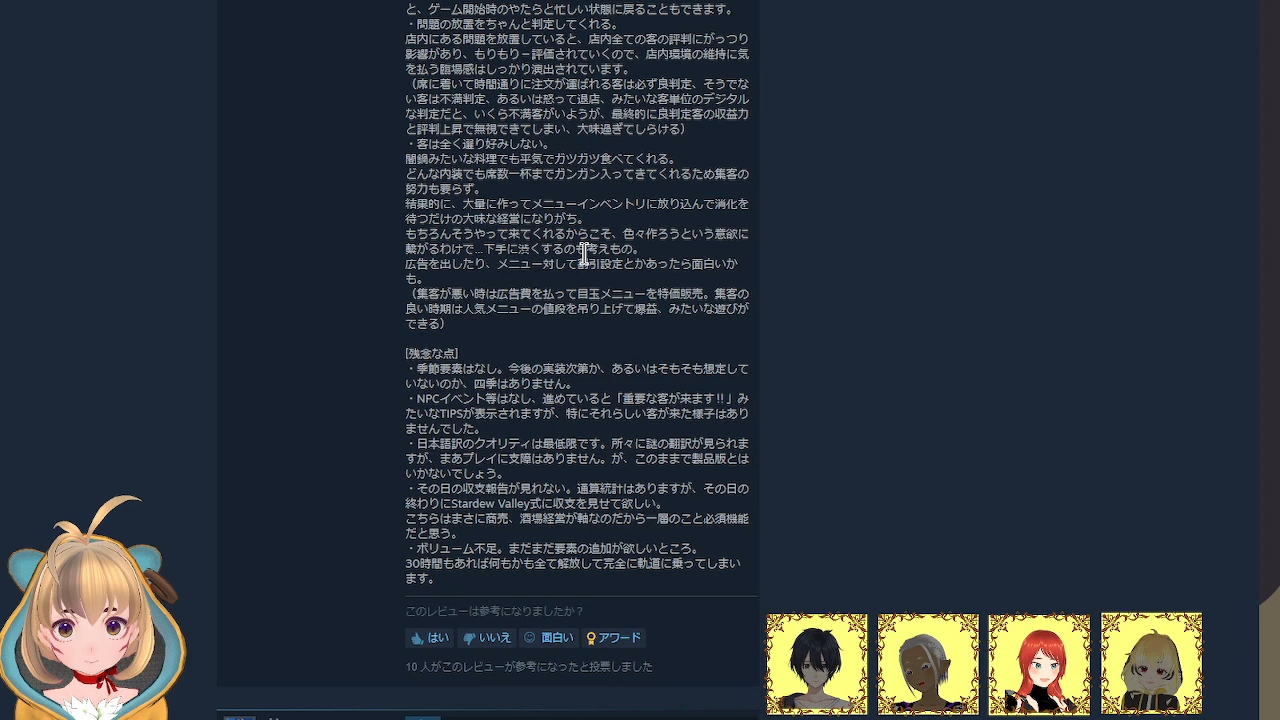 と、ゲーム開始時のやたらと忙しい状態に戻ることもできます。
・問題の放置をちゃんと判定してくれる。
店内にある問題を放置していると、店内全ての客の評判にがっつり
影響があり、もりもり－評価されていくので、店内環境の維持に気
を払う臨場感はしっかり演出されています。
（席に着いて時間通りに注文が運ばれる客は必ず良判定、そうでな
い客は不満判定、あるいは怒って退店、みたいな客単位のデジタル
な判定だと、いくら不満客がいようが、最終的に良判定客の収益力
と評判上昇で無視できてしまい、大味過ぎてしらける）
・客は全く選り好みしない。
闇鍋みたいな料理でも平気でガツガツ食べてくれる。
どんな内装でも席数一杯までガンガン入ってきてくれるため集客の
努力も要らず。
結果的に、大量に作ってメニューインベントリに放り込んで消化を
待つだけの大味な経営になりがち。
もちろんそうやって来てくれるからこそ、色々作ろうという意欲に
繋がるわけで…下手に渋くするのも考えもの。
広告を出したり、メニュー対して割引設定とかあったら面白いか
も。
（集客が悪い時は広告費を払って目玉メニューを特価販売。集客の
良い時期は人気メニューの値段を吊り上げて爆益、みたいな遊びが
できる）
[残念な点]
・季節要素はなし。今後の実装次第か、あるいはそもそも想定して
いないのか、四季はありません。
・NPCイベント等はなし、進めていると「重要な客が来ます!!」み
たいなTIPSが表示されますが、特にそれらしい客が来た様子はあり
ませんでした。
・日本語訳のクオリティは最低限です。所々に謎の翻訳が見られま
すが、まあプレイに支障はありません。が、このままで製品版とは
いかないでしょう。
・その日の収支報告が見れない。通算統計はありますが、その日の
終わりにStardew Valley式に収支を見せて欲しい。
こちらはまさに商売、酒場経営が軸なのだから一層のこと必須機能
だと思う。
・ボリューム不足。まだまだ要素の追加が欲しいところ。
30時間もあれば何もかも全て解放して完全に軌道に乗ってしまい
ます。
このレビューは参考になりましたか？
はい いいえ 面白い アワード
10 人がこのレビューが参考になったと投票しました